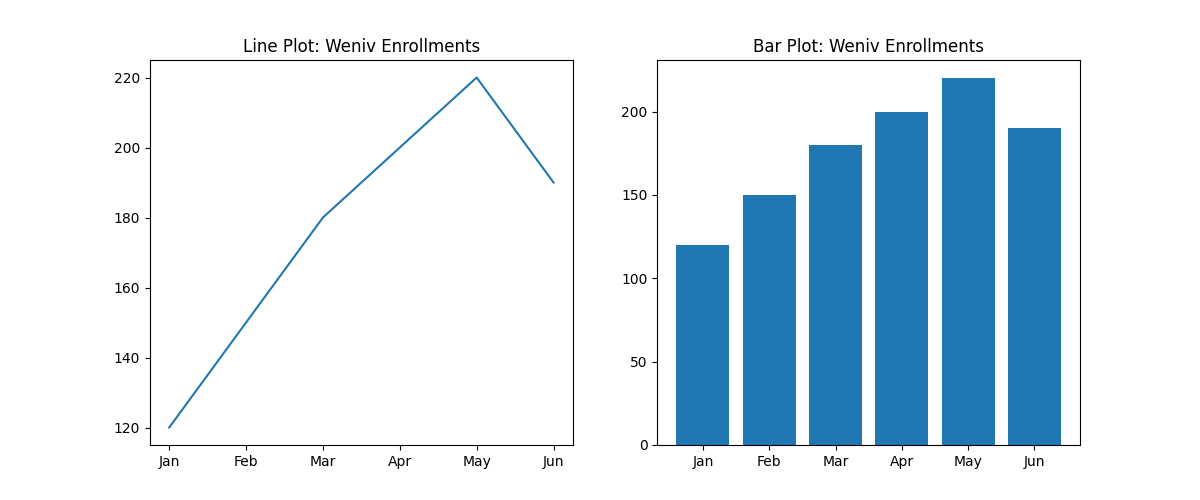 Line Plot: Weniv Enrollments
220
200
180
160
140
120
Jan Feb Mar Apr May Jun
Bar Plot: Weniv Enrollments
200
150
100
50
0
Jan Feb Mar Apr May Jun